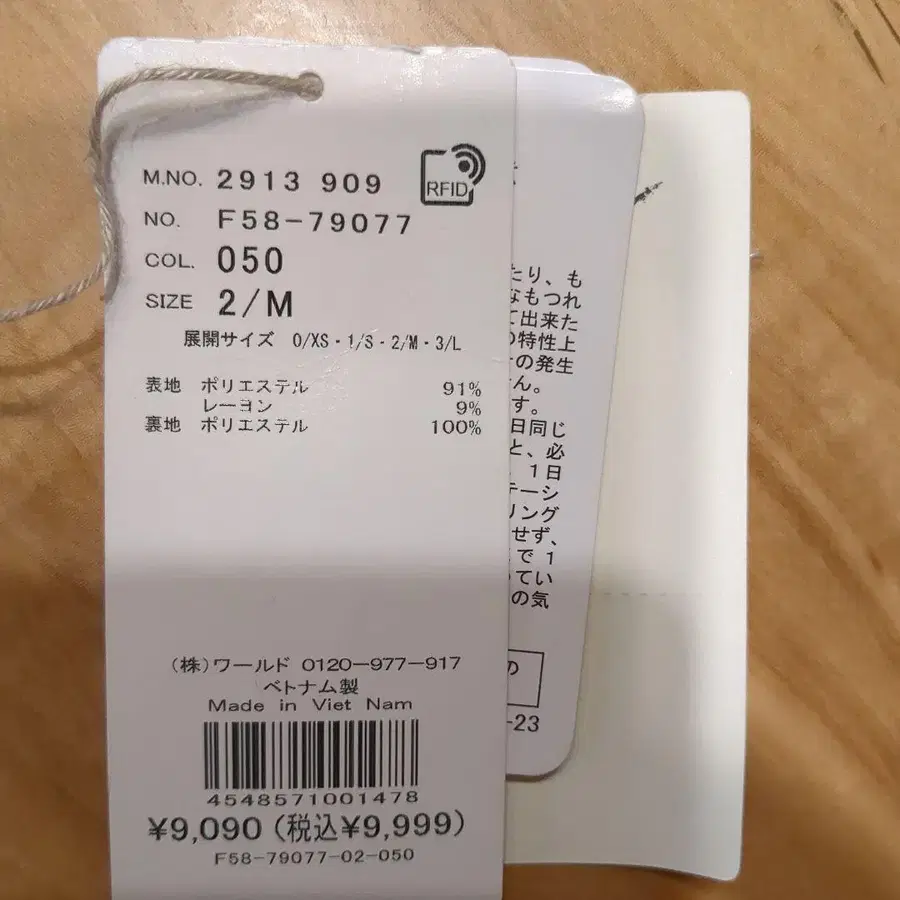 RFID
M.NO. 2913 909
NO. F58-79077
COL. 050
SIZE 2/M
展開サイズ 0/XS・1/S・2/M・3/L
表地 ポリエステル 91%
レーヨン 9%
裏地 ポリエステル 100%
(株)ワールド 0120-977-917
ベトナム製
Made in Viet Nam
4548571001478
¥9,090 (税込¥9,999)
F58-79077-02-050
たり、も
なもつれ
て出来た
の特性上
の発生
ん。
す。
日同じ
と、必
1日
テーシ
リング
せず、
で1
てい
の気
の
-23